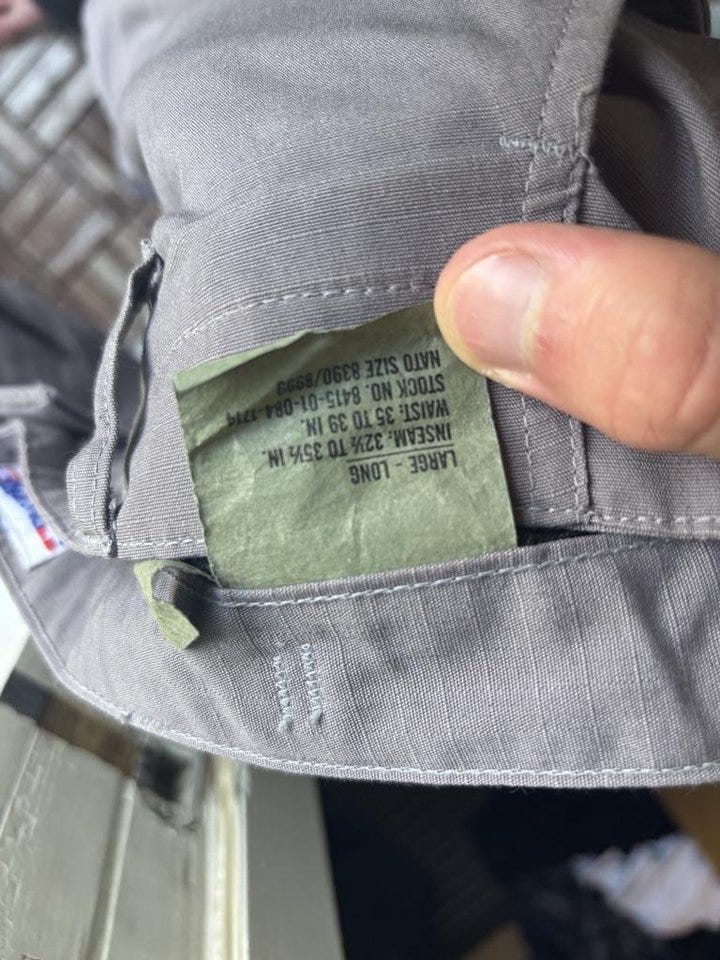 LARGE - LONG
INSEAM: 32½ TO 35½ IN.
WAIST: 35 TO 39 IN.
STOCK NO. 8415-01-084-1714
NATO SIZE 8390/8999